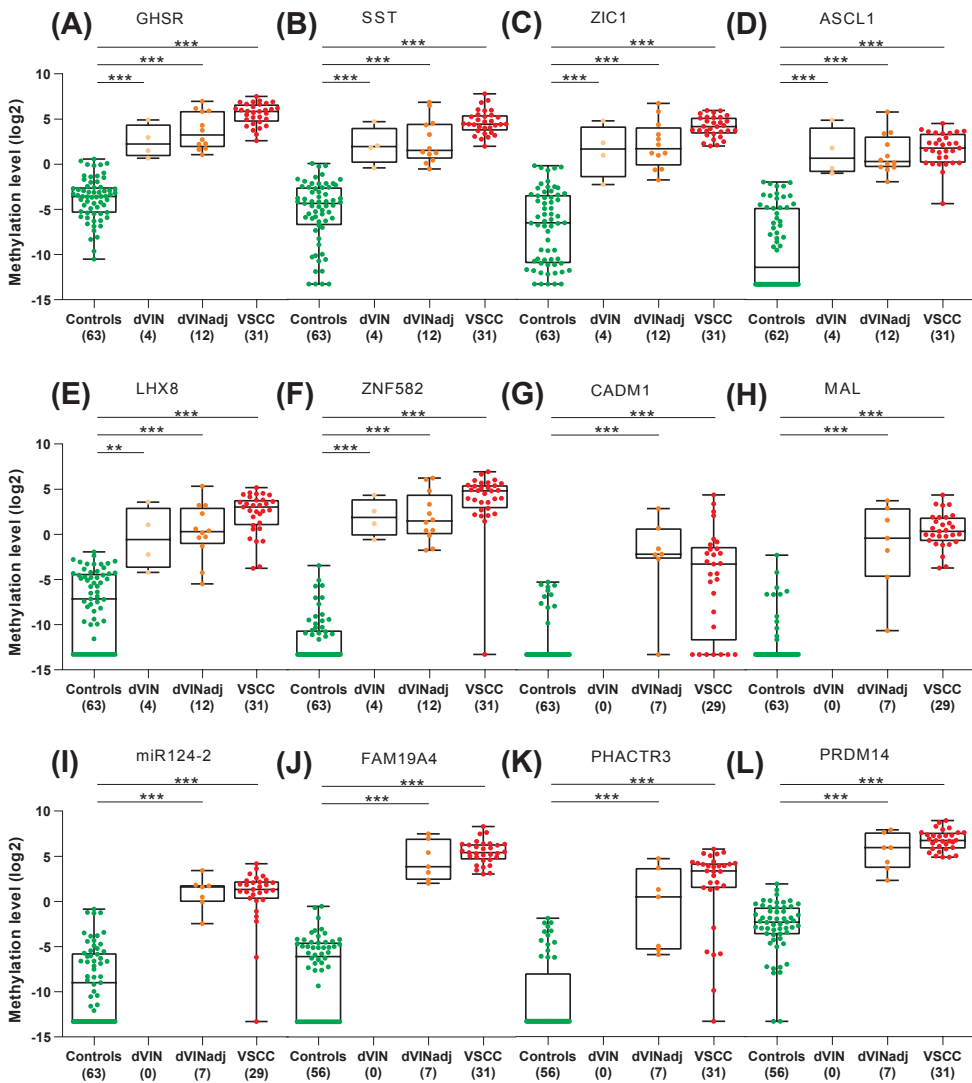 (A) GHSR (B) SST (C) ZIC1 (D) ASCL1
*** *** *** ***
*** *** *** ***
*** *** *** ***
Methylation level (log2)
10
5
0
-5
-10
-15
Controls dVIN dVINadj VSCC Controls dVIN dVINadj VSCC Controls dVIN dVINadj VSCC Controls dVIN dVINadj VSCC
(63) (4) (12) (31) (63) (4) (12) (31) (63) (4) (12) (31) (62) (4) (12) (31)
(E) LHX8 (F) ZNF582 (G) CADM1 (H) MAL
*** *** *** ***
*** *** *** ***
** ***
Methylation level (log2)
10
5
0
-5
-10
-15
Controls dVIN dVINadj VSCC Controls dVIN dVINadj VSCC Controls dVIN dVINadj VSCC Controls dVIN dVINadj VSCC
(63) (4) (12) (31) (63) (4) (12) (31) (63) (0) (7) (29) (63) (0) (7) (29)
(I) miR124-2 (J) FAM19A4 (K) PHACTR3 (L) PRDM14
*** *** *** ***
*** *** *** ***
Methylation level (log2)
10
5
0
-5
-10
-15
Controls dVIN dVINadj VSCC Controls dVIN dVINadj VSCC Controls dVIN dVINadj VSCC Controls dVIN dVINadj VSCC
(63) (0) (7) (29) (56) (0) (7) (31) (56) (0) (7) (31) (56) (0) (7) (31)